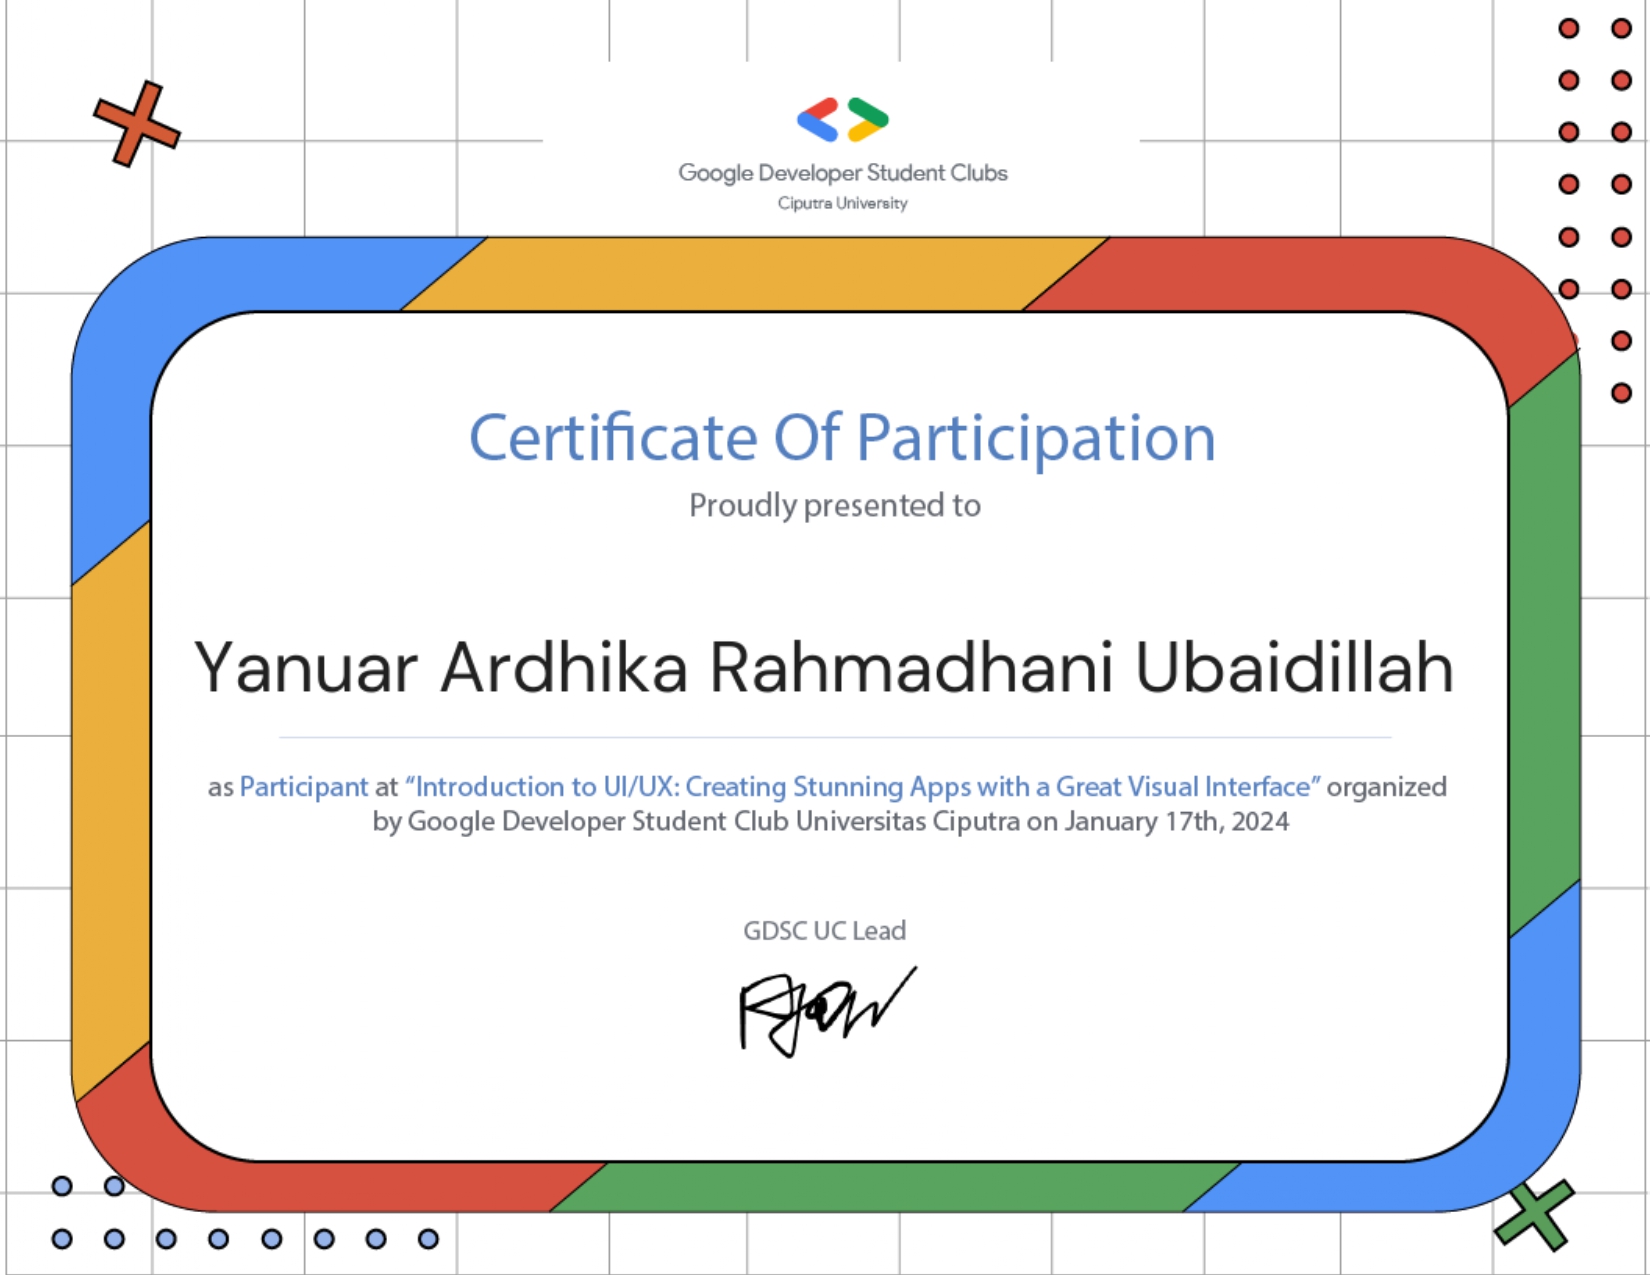 Google Developer Student Clubs
Ciputra University
Certificate Of Participation
Proudly presented to
Yanuar Ardhika Rahmadhani Ubaidillah
as Participant at “Introduction to UI/UX: Creating Stunning Apps with a Great Visual Interface” organized
by Google Developer Student Club Universitas Ciputra on January 17th, 2024
GDSC UC Lead